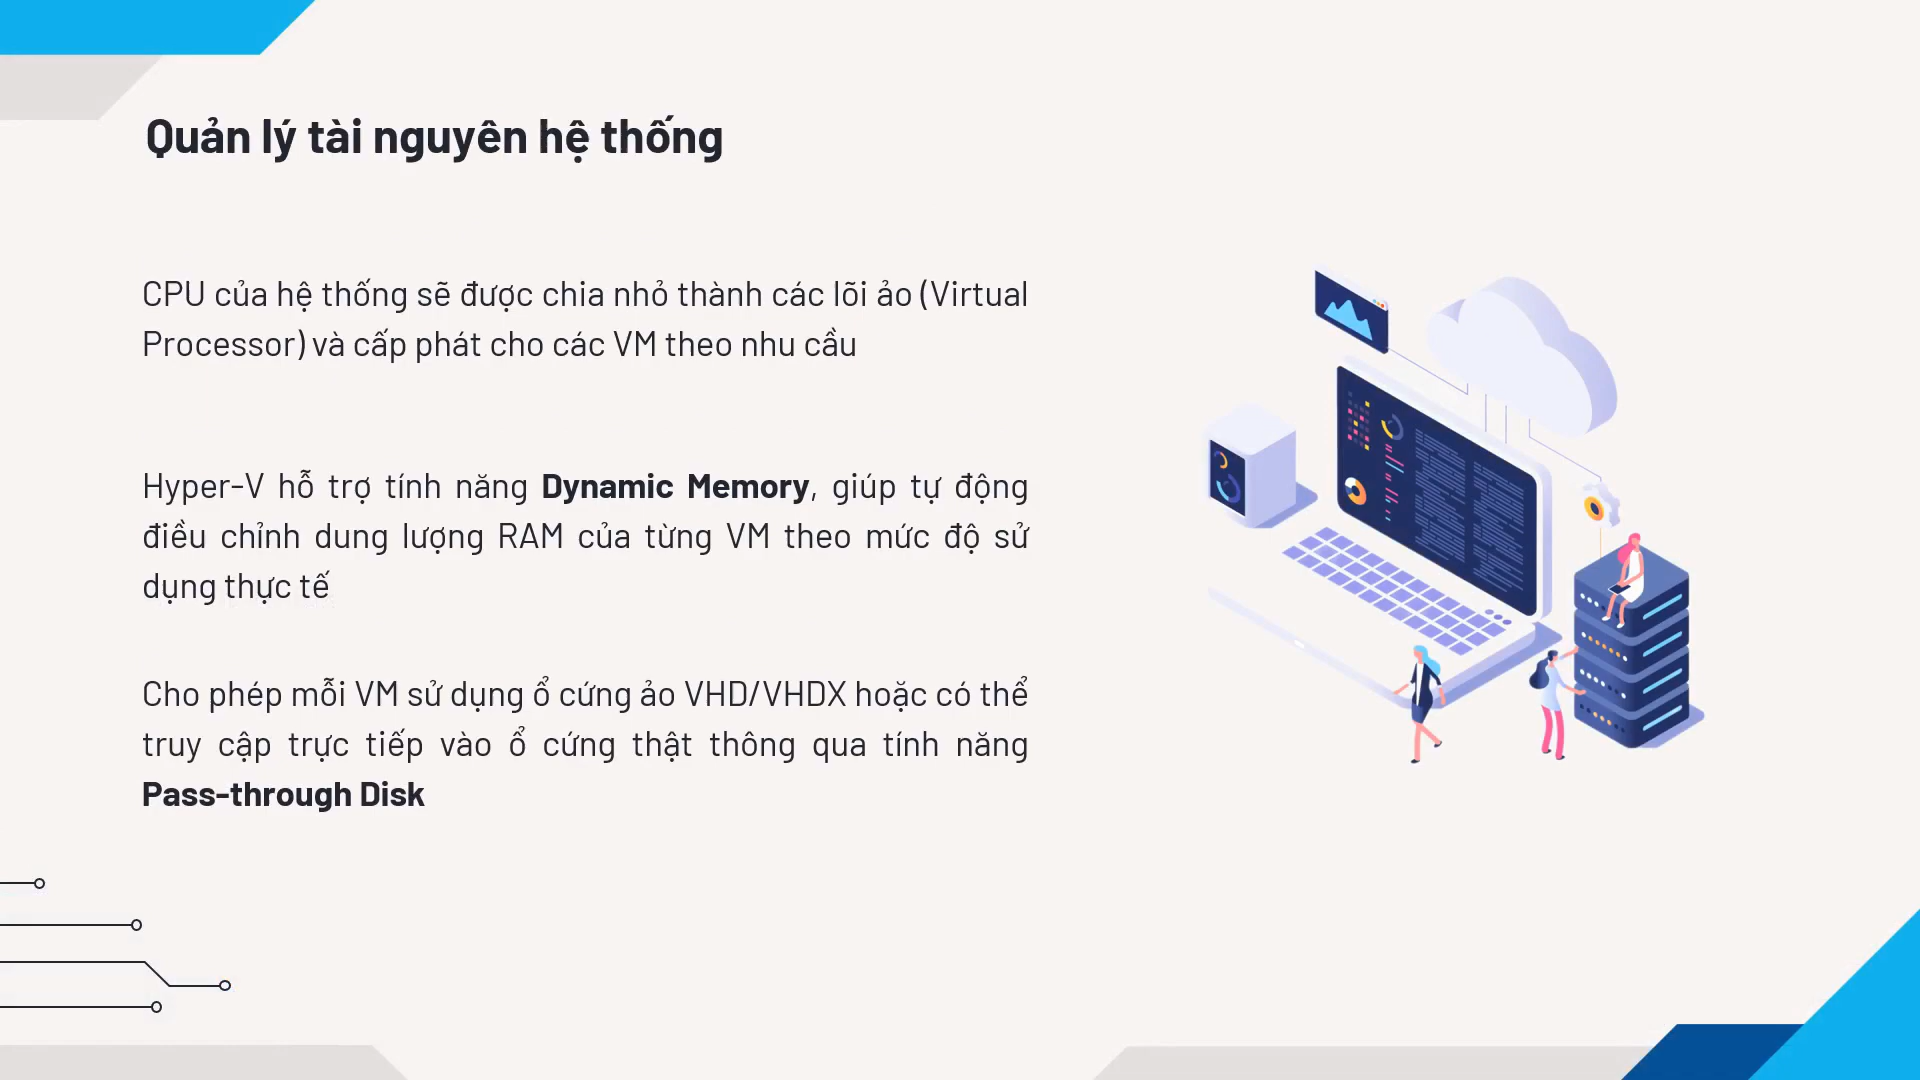 Quản lý tài nguyên hệ thống
CPU của hệ thống sẽ được chia nhỏ thành các lõi ảo (Virtual
Processor) và cấp phát cho các VM theo nhu cầu
Hyper-V hỗ trợ tính năng Dynamic Memory, giúp tự động
điều chỉnh dung lượng RAM của từng VM theo mức độ sử
dụng thực tế
Cho phép mỗi VM sử dụng ổ cứng ảo VHD/VHDX hoặc có thể
truy cập trực tiếp vào ổ cứng thật thông qua tính năng
Pass-through Disk